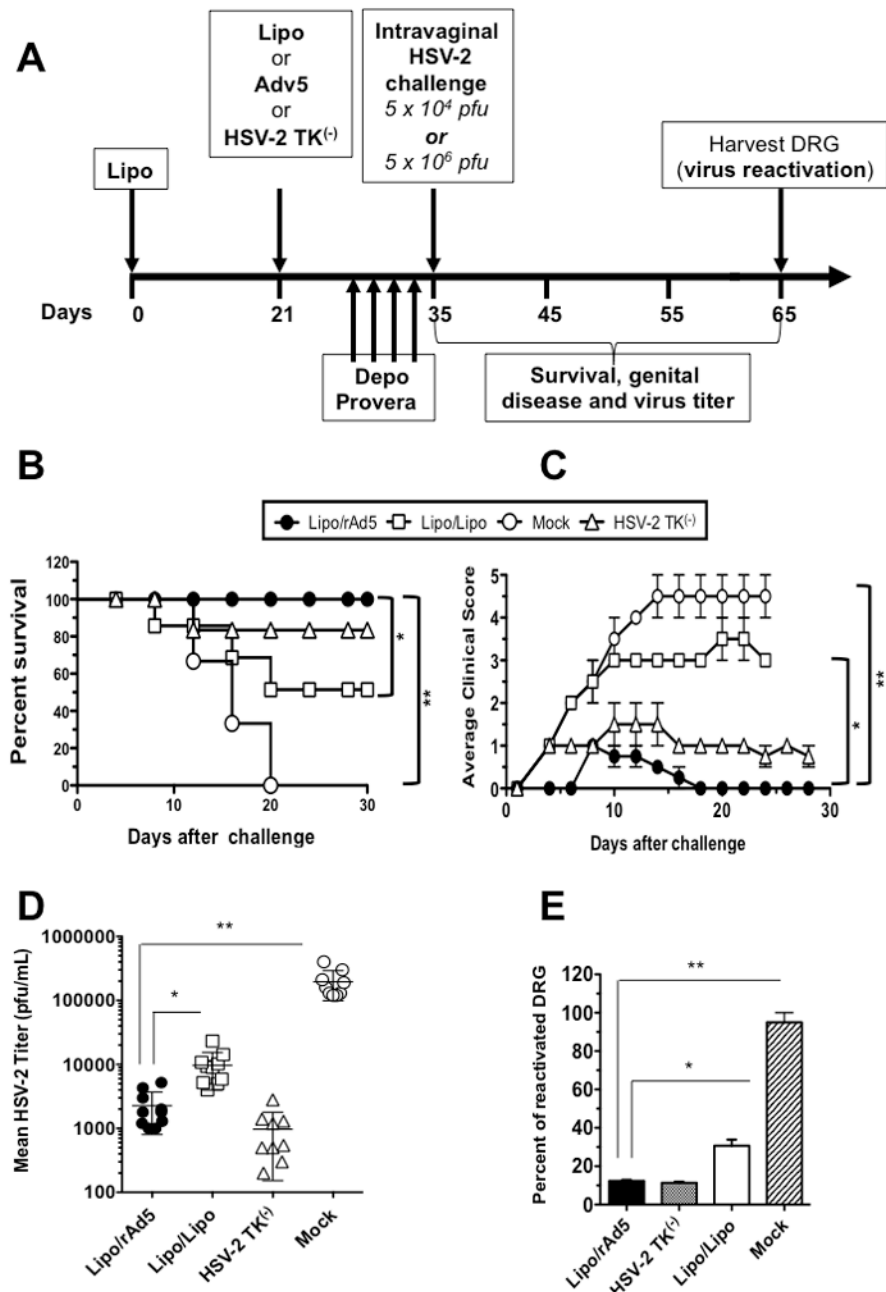 A
Lipo
Lipo
or
Adv5
or
HSV-2 TK(-)
Intravaginal
HSV-2
challenge
5 x 10⁴ pfu
or
5 x 10⁶ pfu
Harvest DRG
(virus reactivation)
Days
0
21
35
45
55
65
Depo
Provera
Survival, genital
disease and virus titer
B
C
Lipo/rAd5
Lipo/Lipo
Mock
HSV-2 TK(-)
Percent survival
120
100
80
60
40
20
0
0
10
20
30
Days after challenge
*
**
Average Clinical Score
5
4
3
2
1
0
0
10
20
30
Days after challenge
*
**
D
Mean HSV-2 Titer (pfu/mL)
1000000
100000
10000
1000
100
**
*
Lipo/rAd5
Lipo/Lipo
HSV-2 TK(-)
Mock
E
Percent of reactivated DRG
120
100
80
60
40
20
0
**
*
Lipo/rAd5
HSV-2 TK(-)
Lipo/Lipo
Mock